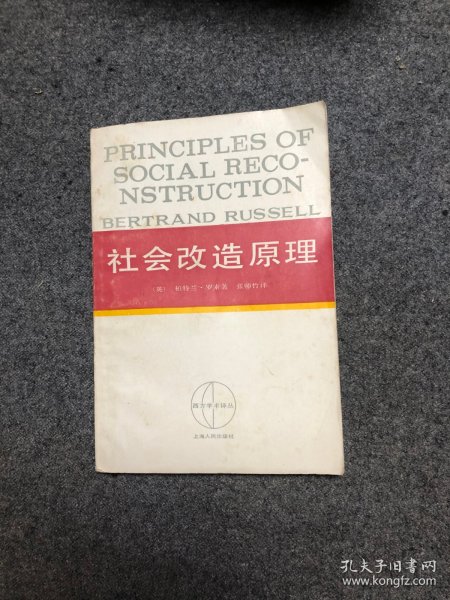 PRINCIPLES OF
SOCIAL RECO-
NSTRUCTION
BERTRAND RUSSELL
社会改造原理
〔英〕 柏特兰·罗素著 张师竹译
西方学术译丛
上海人民出版社
孔夫子旧书网
www.kongfz.com